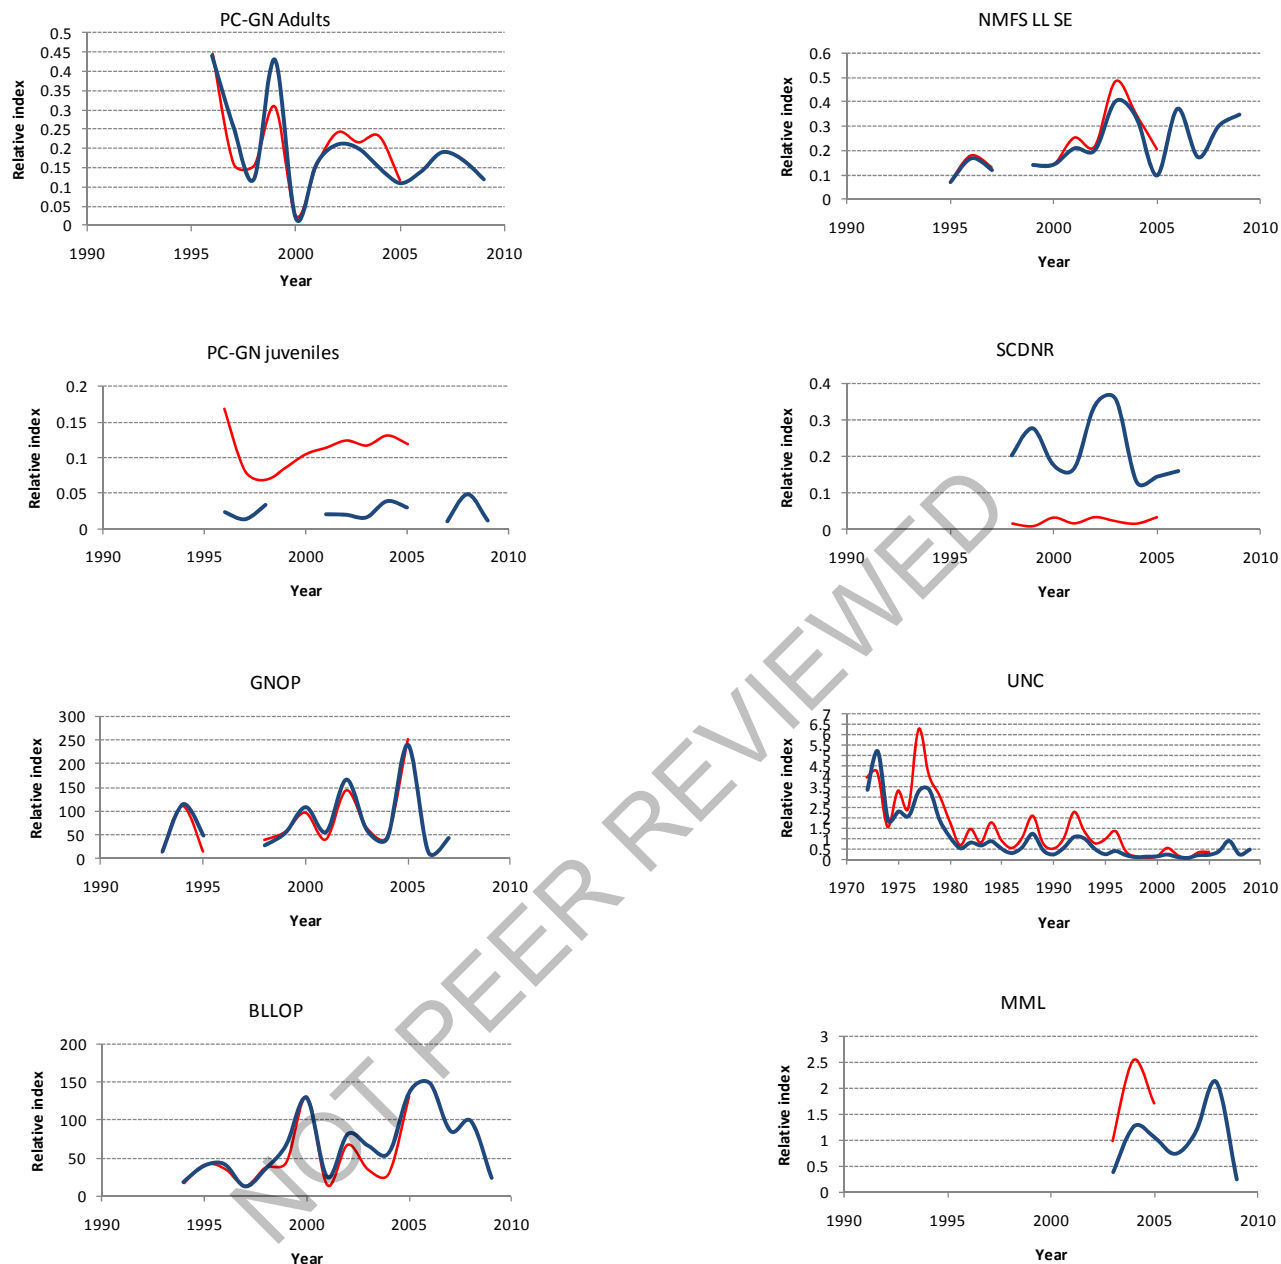 PC-GN Adults
0.5
0.45
0.4
0.35
0.3
0.25
0.2
0.15
0.1
0.05
0
Relative index
1990 1995 2000 2005 2010
Year
NMFS LL SE
0.6
0.5
0.4
0.3
0.2
0.1
0
Relative index
1990 1995 2000 2005 2010
Year
PC-GN juveniles
0.2
0.15
0.1
0.05
0
Relative index
1990 1995 2000 2005 2010
Year
SCDNR
0.4
0.3
0.2
0.1
0
Relative index
1990 1995 2000 2005 2010
Year
GNOP
300
250
200
150
100
50
0
Relative index
1990 1995 2000 2005 2010
Year
UNC
7
6.5
6
5.5
5
4.5
4
3.5
3
2.5
2
1.5
1
0.5
0
Relative index
1970 1975 1980 1985 1990 1995 2000 2005 2009
Year
BLLOP
200
150
100
50
0
Relative index
1990 1995 2000 2005 2010
Year
MML
3
2.5
2
1.5
1
0.5
0
Relative index
1990 1995 2000 2005 2010
Year
NOT PEER REVIEWED